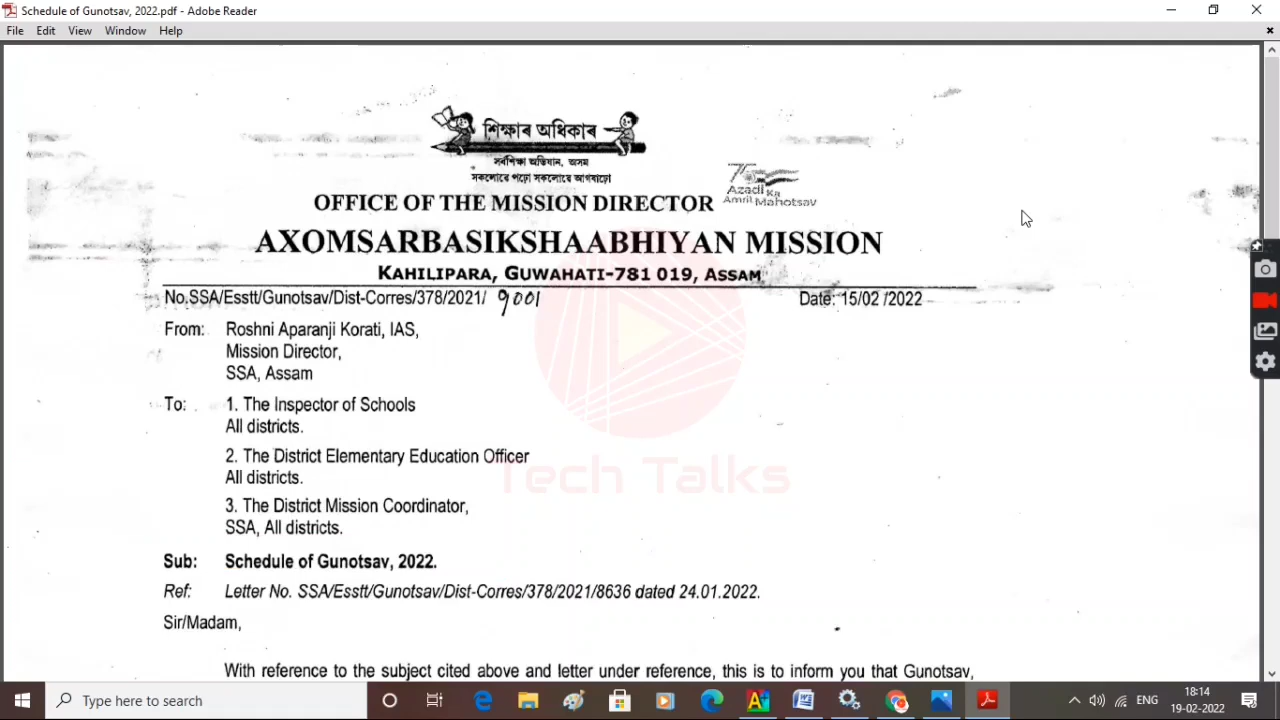 Schedule of Gunotsav, 2022.pdf - Adobe Reader
File Edit View Window Help
শিক্ষাৰ অধিকাৰ
সৰ্বশিক্ষা অভিযান, অসম
সকলোৱে পঢ়ো সকলোৱে আগবাঢ়ো
75
Azadi Ka
Amrit Mahotsav
OFFICE OF THE MISSION DIRECTOR
AXOMSARBASIKSHAABHIYAN MISSION
KAHILIPARA, GUWAHATI-781 019, ASSAM
No.SSA/Esstt/Gunotsav/Dist-Corres/378/2021/ 9001 Date: 15/02 /2022
From: Roshni Aparanji Korati, IAS,
Mission Director,
SSA, Assam
To: 1. The Inspector of Schools
All districts.
2. The District Elementary Education Officer
All districts.
3. The District Mission Coordinator,
SSA, All districts.
Tech Talks
Sub: Schedule of Gunotsav, 2022.
Ref: Letter No. SSA/Esstt/Gunotsav/Dist-Corres/378/2021/8636 dated 24.01.2022.
Sir/Madam,
With reference to the subject cited above and letter under reference, this is to inform you that Gunotsav,
Type here to search
ENG
18:14
19-02-2022